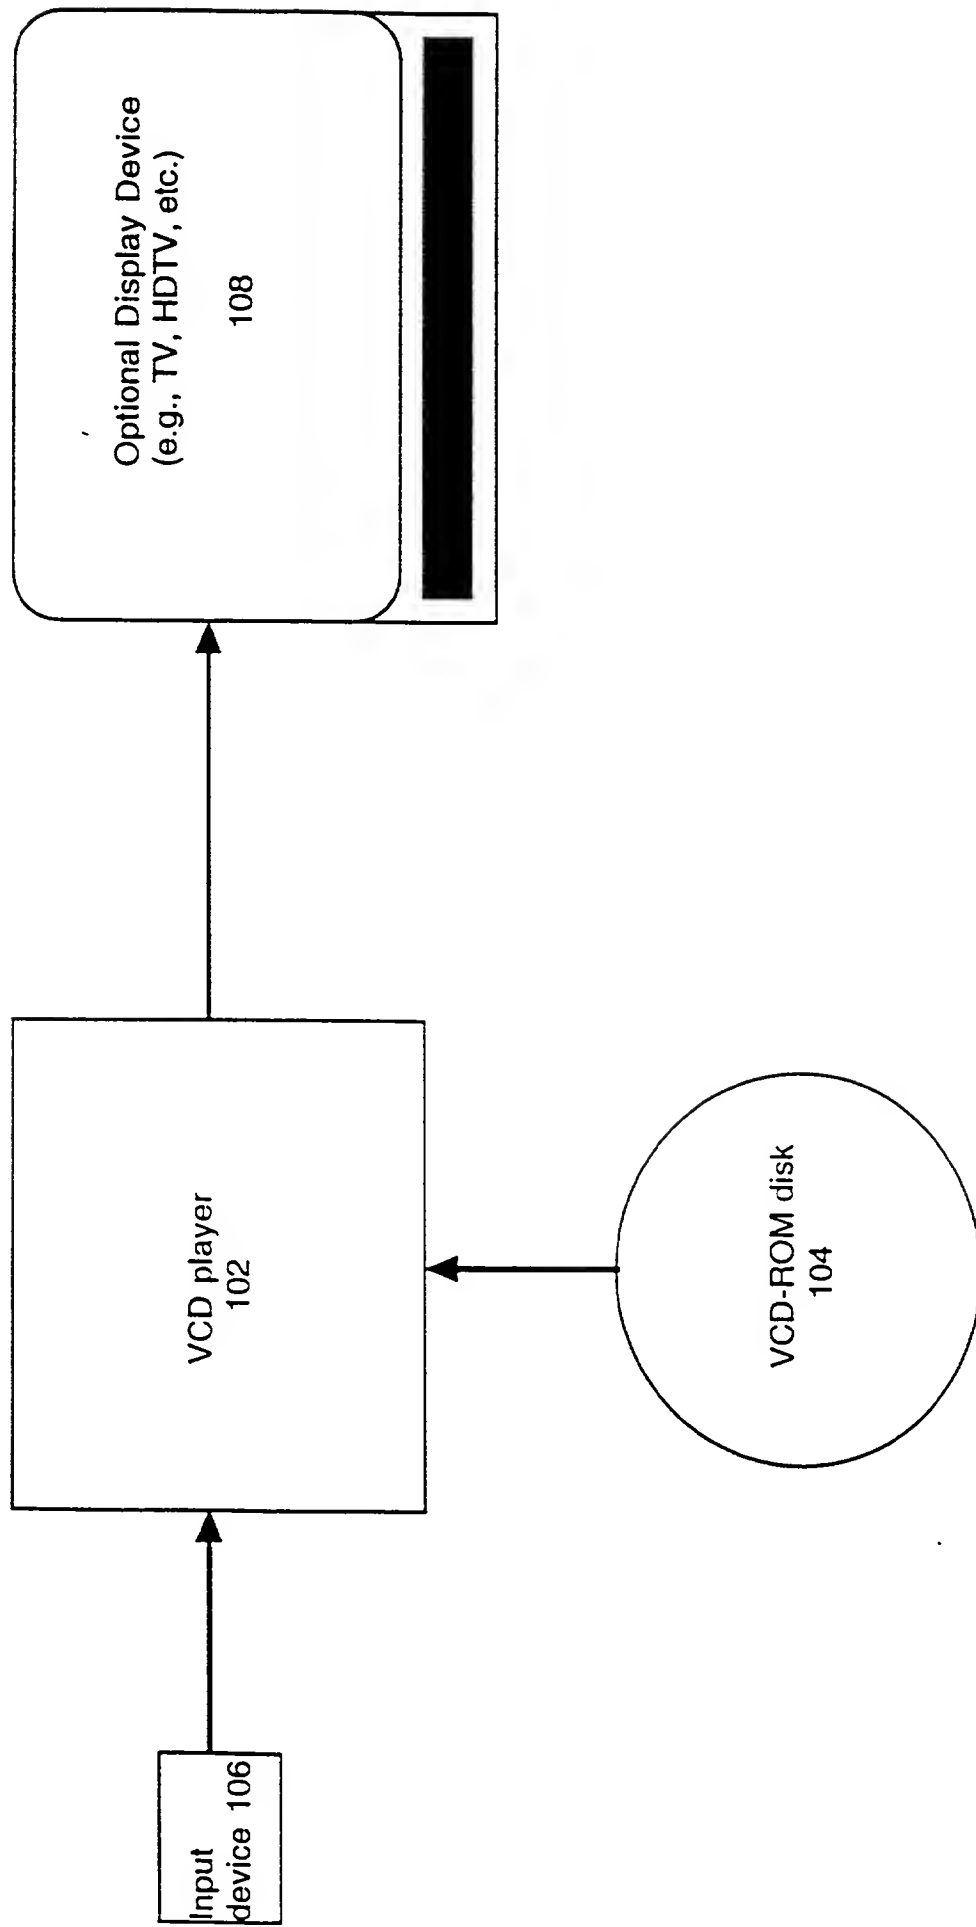 Input
device 106
VCD player
102
VCD-ROM disk
104
Optional Display Device
(e.g., TV, HDTV, etc.)
108